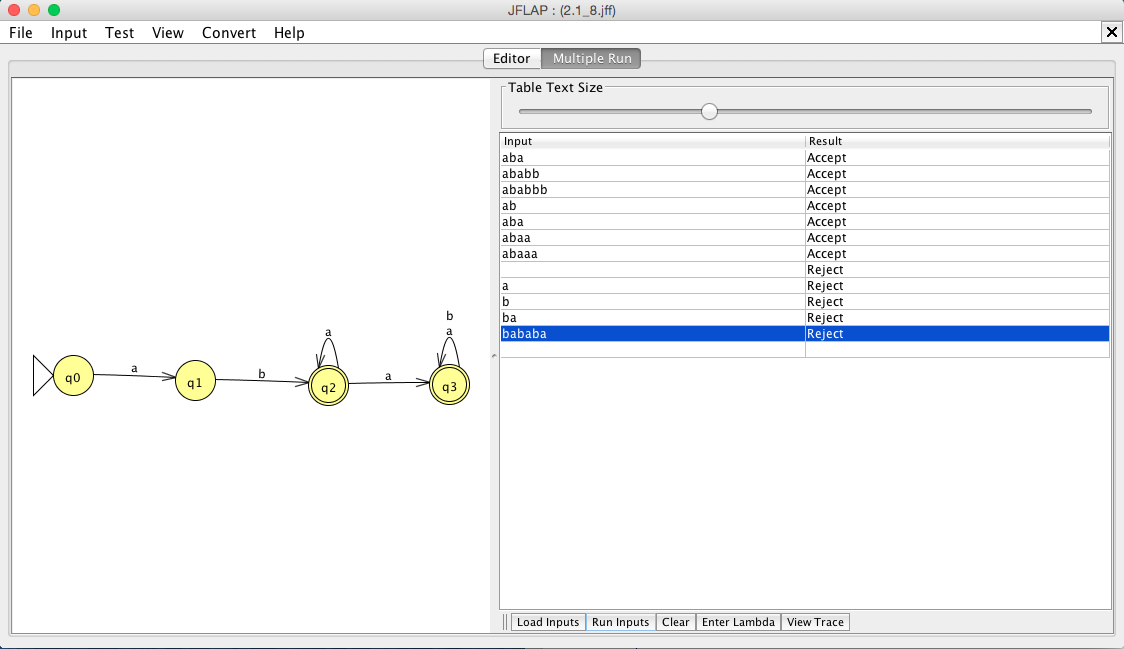 JFLAP : (2.1_8.jff)
File Input Test View Convert Help
Editor Multiple Run
Table Text Size
Input Result
aba Accept
ababb Accept
ababbb Accept
ab Accept
aba Accept
abaa Accept
abaaa Accept
Reject
a Reject
b Reject
ba Reject
bababa Reject
b
a a
q0 a q1 b q2 a q3
Load Inputs Run Inputs Clear Enter Lambda View Trace